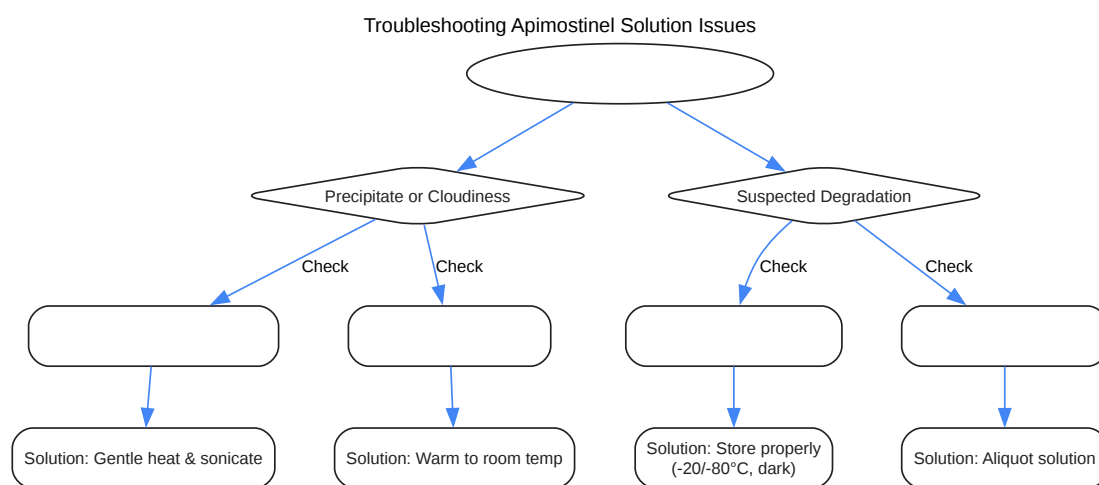 Troubleshooting Apimostinel Solution Issues
Precipitate or Cloudiness
Suspected Degradation
Check
Check
Check
Check
Solution: Gentle heat & sonicate
Solution: Warm to room temp
Solution: Store properly
(-20/-80°C, dark)
Solution: Aliquot solution